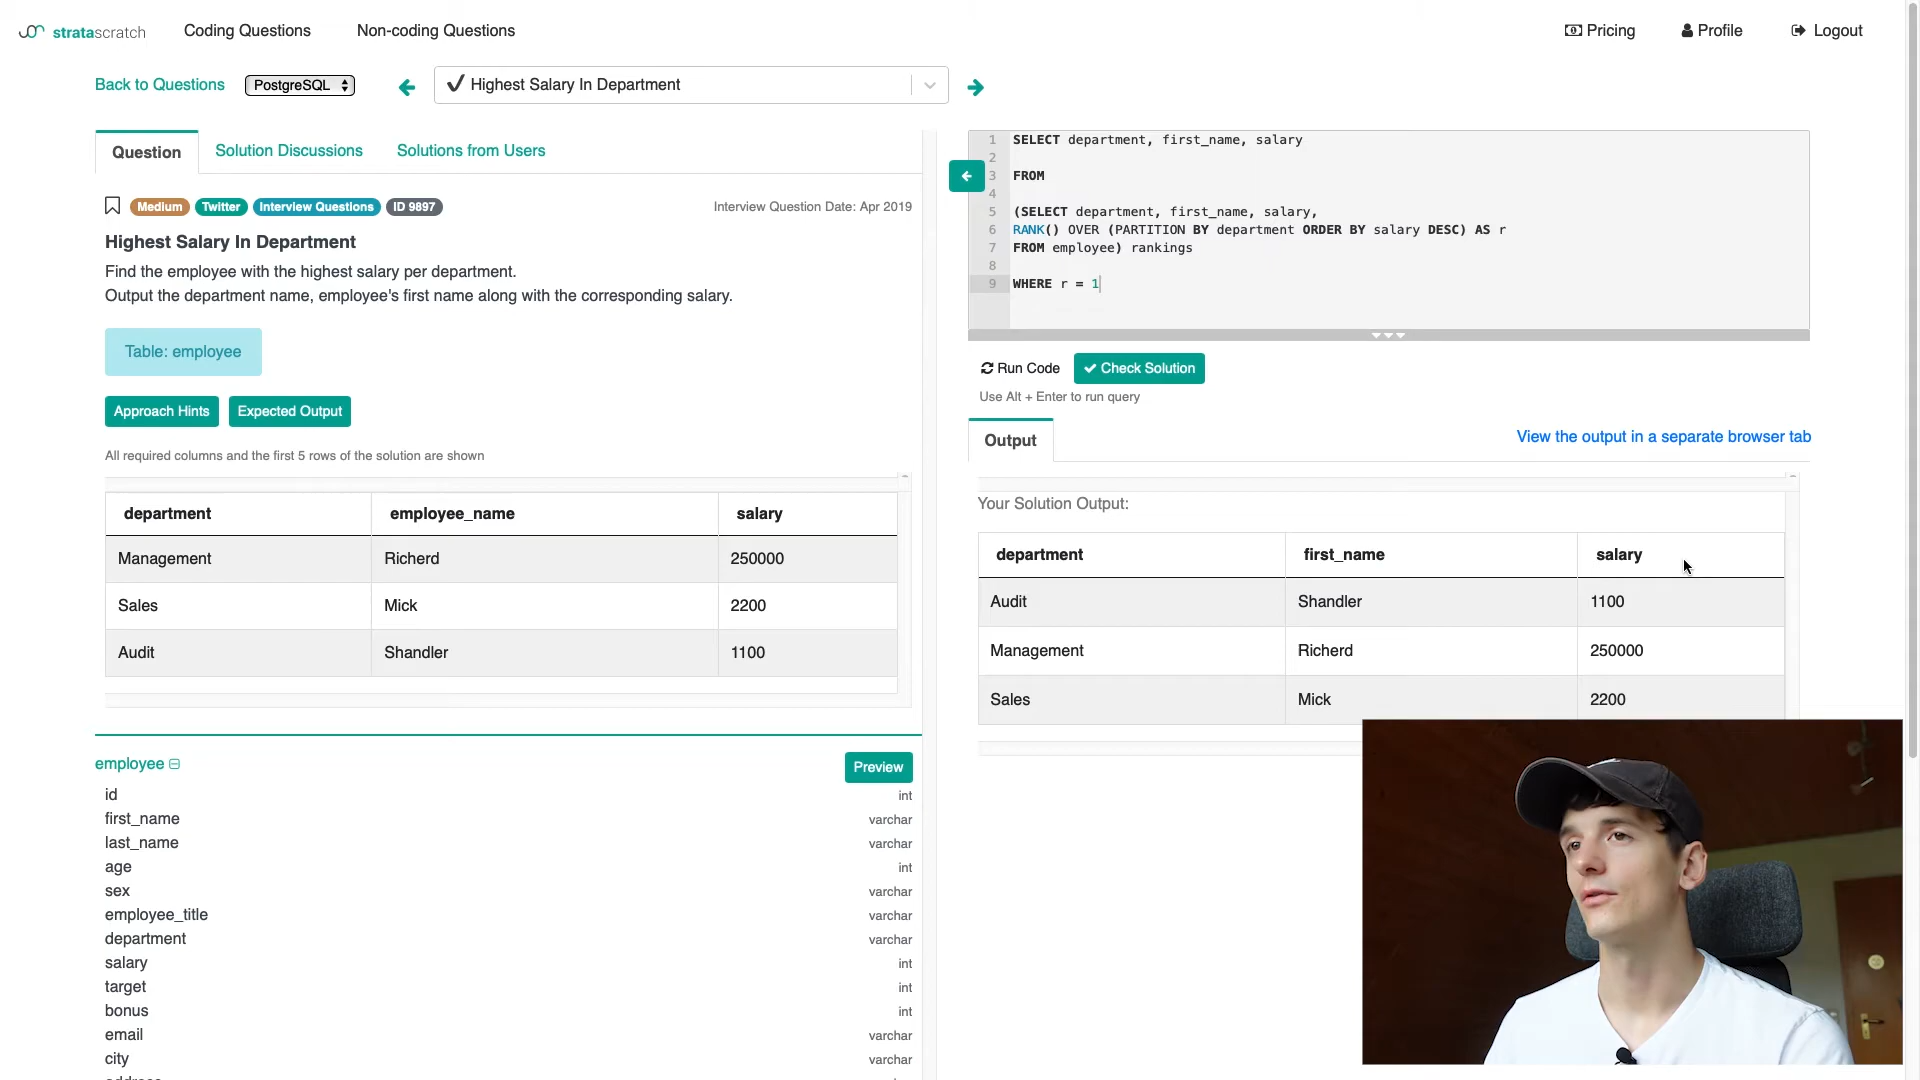 stratascratch
Coding Questions
Non-coding Questions
Pricing
Profile
Logout
Back to Questions
PostgreSQL
Highest Salary In Department
Question
Solution Discussions
Solutions from Users
Medium
Twitter
Interview Questions
ID 9897
Interview Question Date: Apr 2019
Highest Salary In Department
Find the employee with the highest salary per department.
Output the department name, employee's first name along with the corresponding salary.
Table: employee
Approach Hints
Expected Output
All required columns and the first 5 rows of the solution are shown
department employee_name salary
Management Richerd 250000
Sales Mick 2200
Audit Shandler 1100
employee
Preview
id int
first_name varchar
last_name varchar
age int
sex varchar
employee_title varchar
department varchar
salary int
target int
bonus int
email varchar
city varchar
1 SELECT department, first_name, salary
2
3 FROM
4
5 (SELECT department, first_name, salary,
6 RANK() OVER (PARTITION BY department ORDER BY salary DESC) AS r
7 FROM employee) rankings
8
9 WHERE r = 1
Run Code
Check Solution
Use Alt + Enter to run query
Output
View the output in a separate browser tab
Your Solution Output:
department first_name salary
Audit Shandler 1100
Management Richerd 250000
Sales Mick 2200